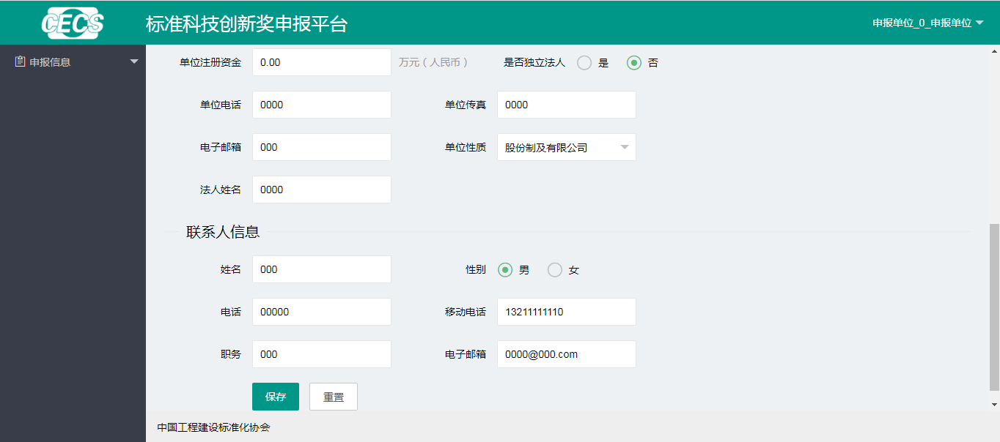 CECS 标准科技创新奖申报平台 申报单位_0_申报单位
申报信息
单位注册资金 0.00 万元（人民币） 是否独立法人 是 否
单位电话 0000 单位传真 0000
电子邮箱 000 单位性质 股份制及有限公司
法人姓名 0000
联系人信息
姓名 000 性别 男 女
电话 00000 移动电话 13211111110
职务 000 电子邮箱 0000@000.com
保存 重置
中国工程建设标准化协会